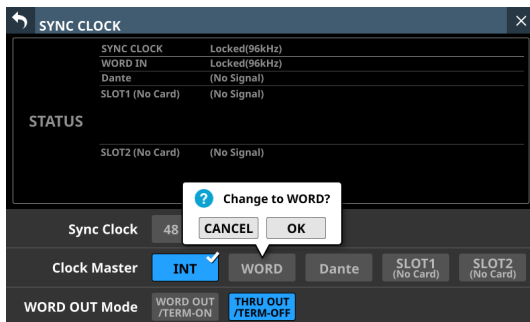 SYNC CLOCK
SYNC CLOCK Locked(96kHz)
WORD IN Locked(96kHz)
Dante (No Signal)
SLOT1 (No Card) (No Signal)
STATUS
SLOT2 (No Card) (No Signal)
Change to WORD?
Sync Clock 48 CANCEL OK
Clock Master INT WORD Dante SLOT1 (No Card) SLOT2 (No Card)
WORD OUT Mode WORD OUT /TERM-ON THRU OUT /TERM-OFF